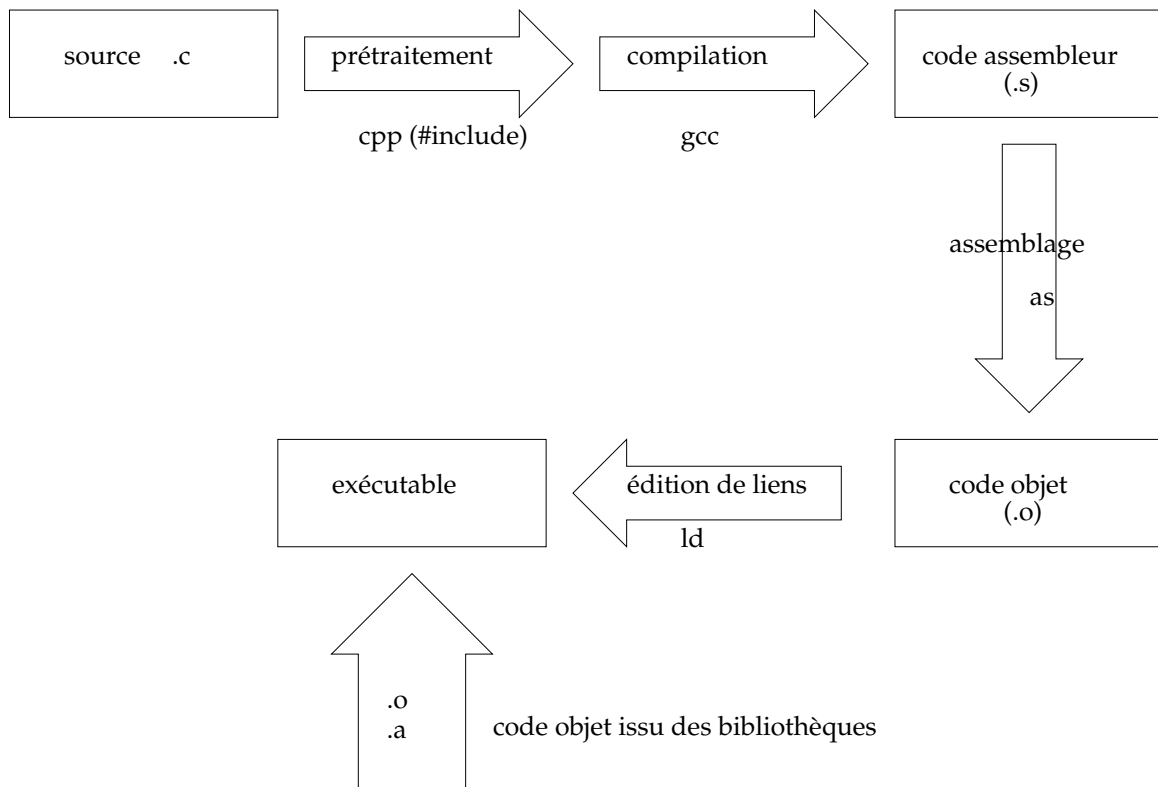 source .c
prétraitement
cpp (#include)
compilation
gcc
code assembleur
(.s)
assemblage
as
code objet
(.o)
édition de liens
ld
exécutable
.o
.a
code objet issu des bibliothèques